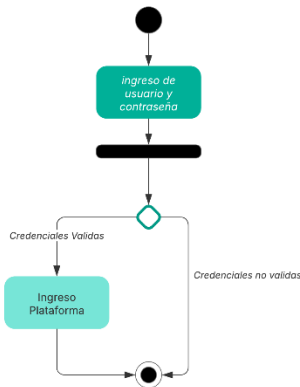 ingreso de
usuario y
contraseña
Credenciales Validas
Credenciales no validas
Ingreso
Plataforma